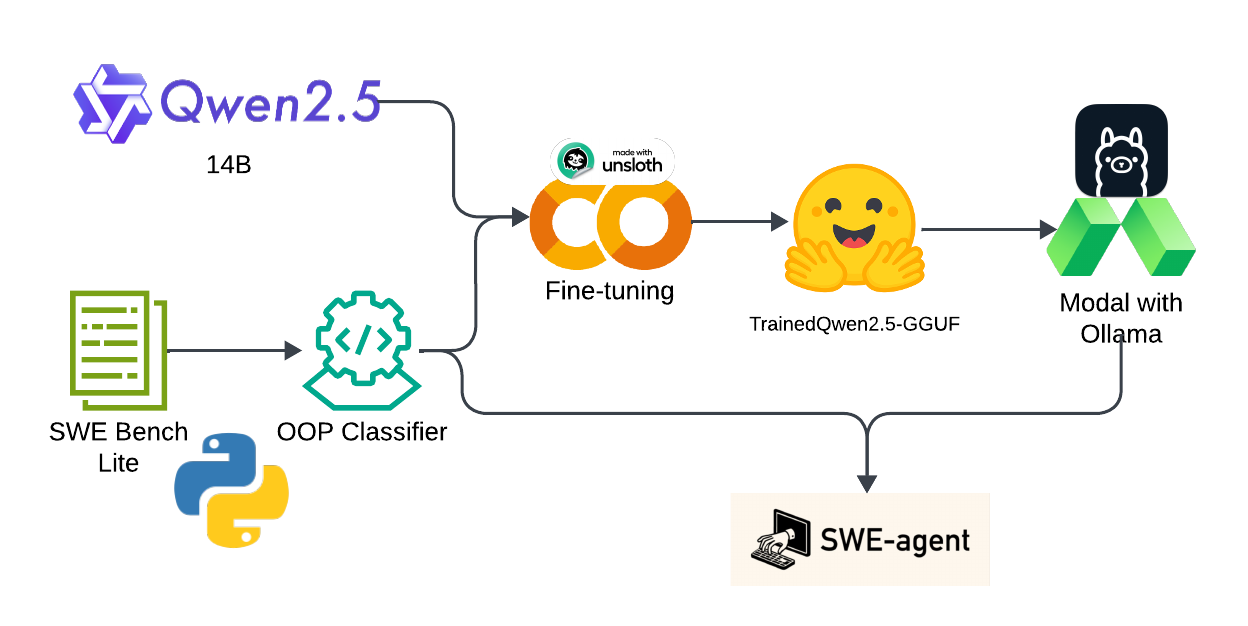 Qwen2.5
14B
made with
unsloth
Fine-tuning
TrainedQwen2.5-GGUF
Modal with
Ollama
SWE Bench
Lite
</>
OOP Classifier
SWE-agent